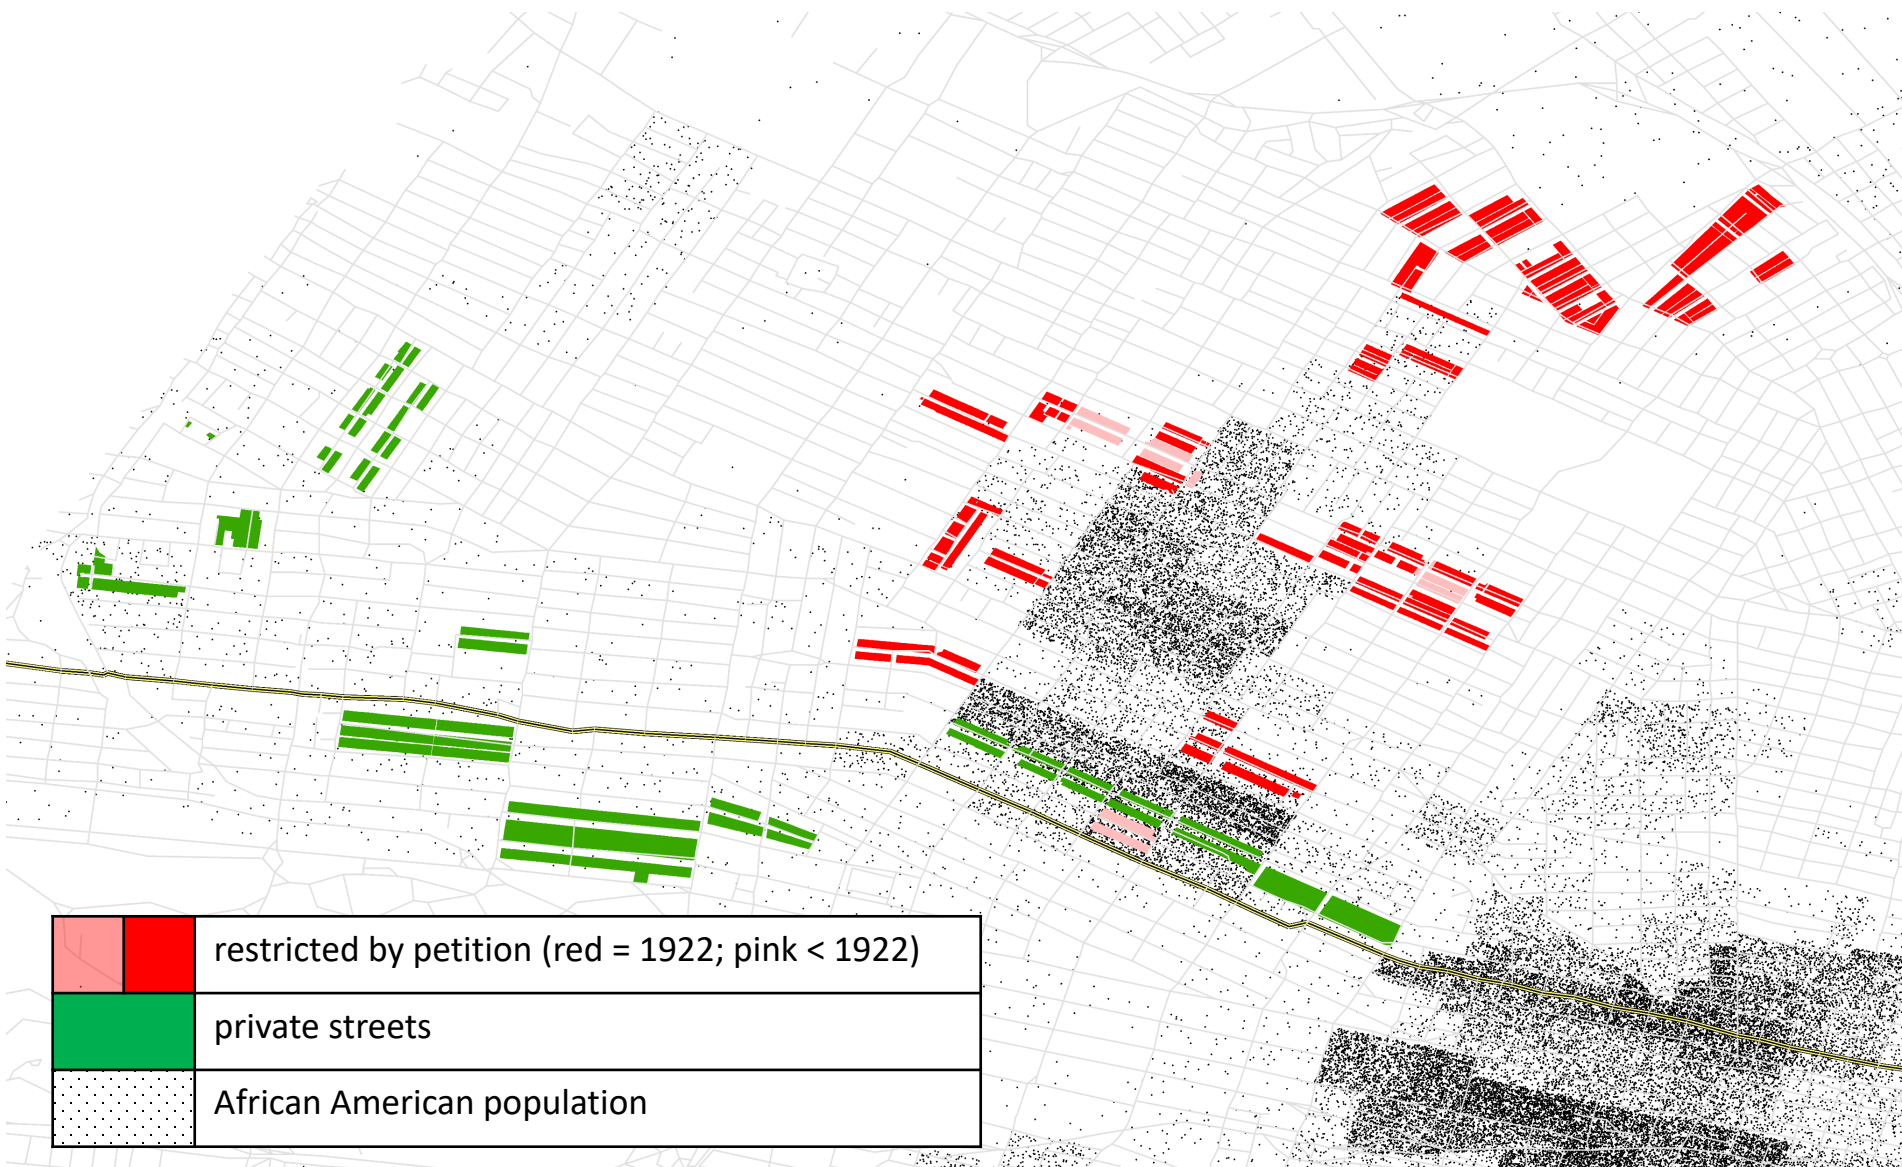 restricted by petition (red = 1922; pink < 1922)
private streets
African American population